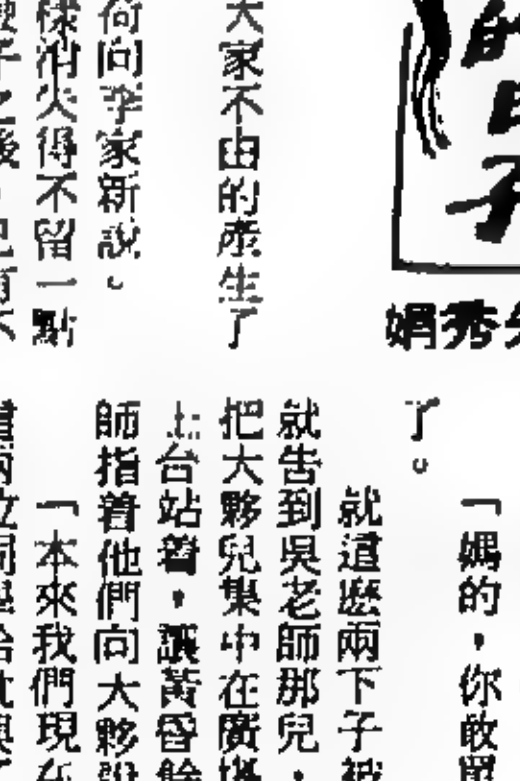 大家不由的產生了
何向李家新說。
樣消失得不留一點
娟秀
「媽的，你敢
了。
就這麼兩下子被
就告到吳老師那兒，
把大夥兒集中在廣場
上台站着，讓黃昏餘
師指着他們向大夥說
「本來我們現在